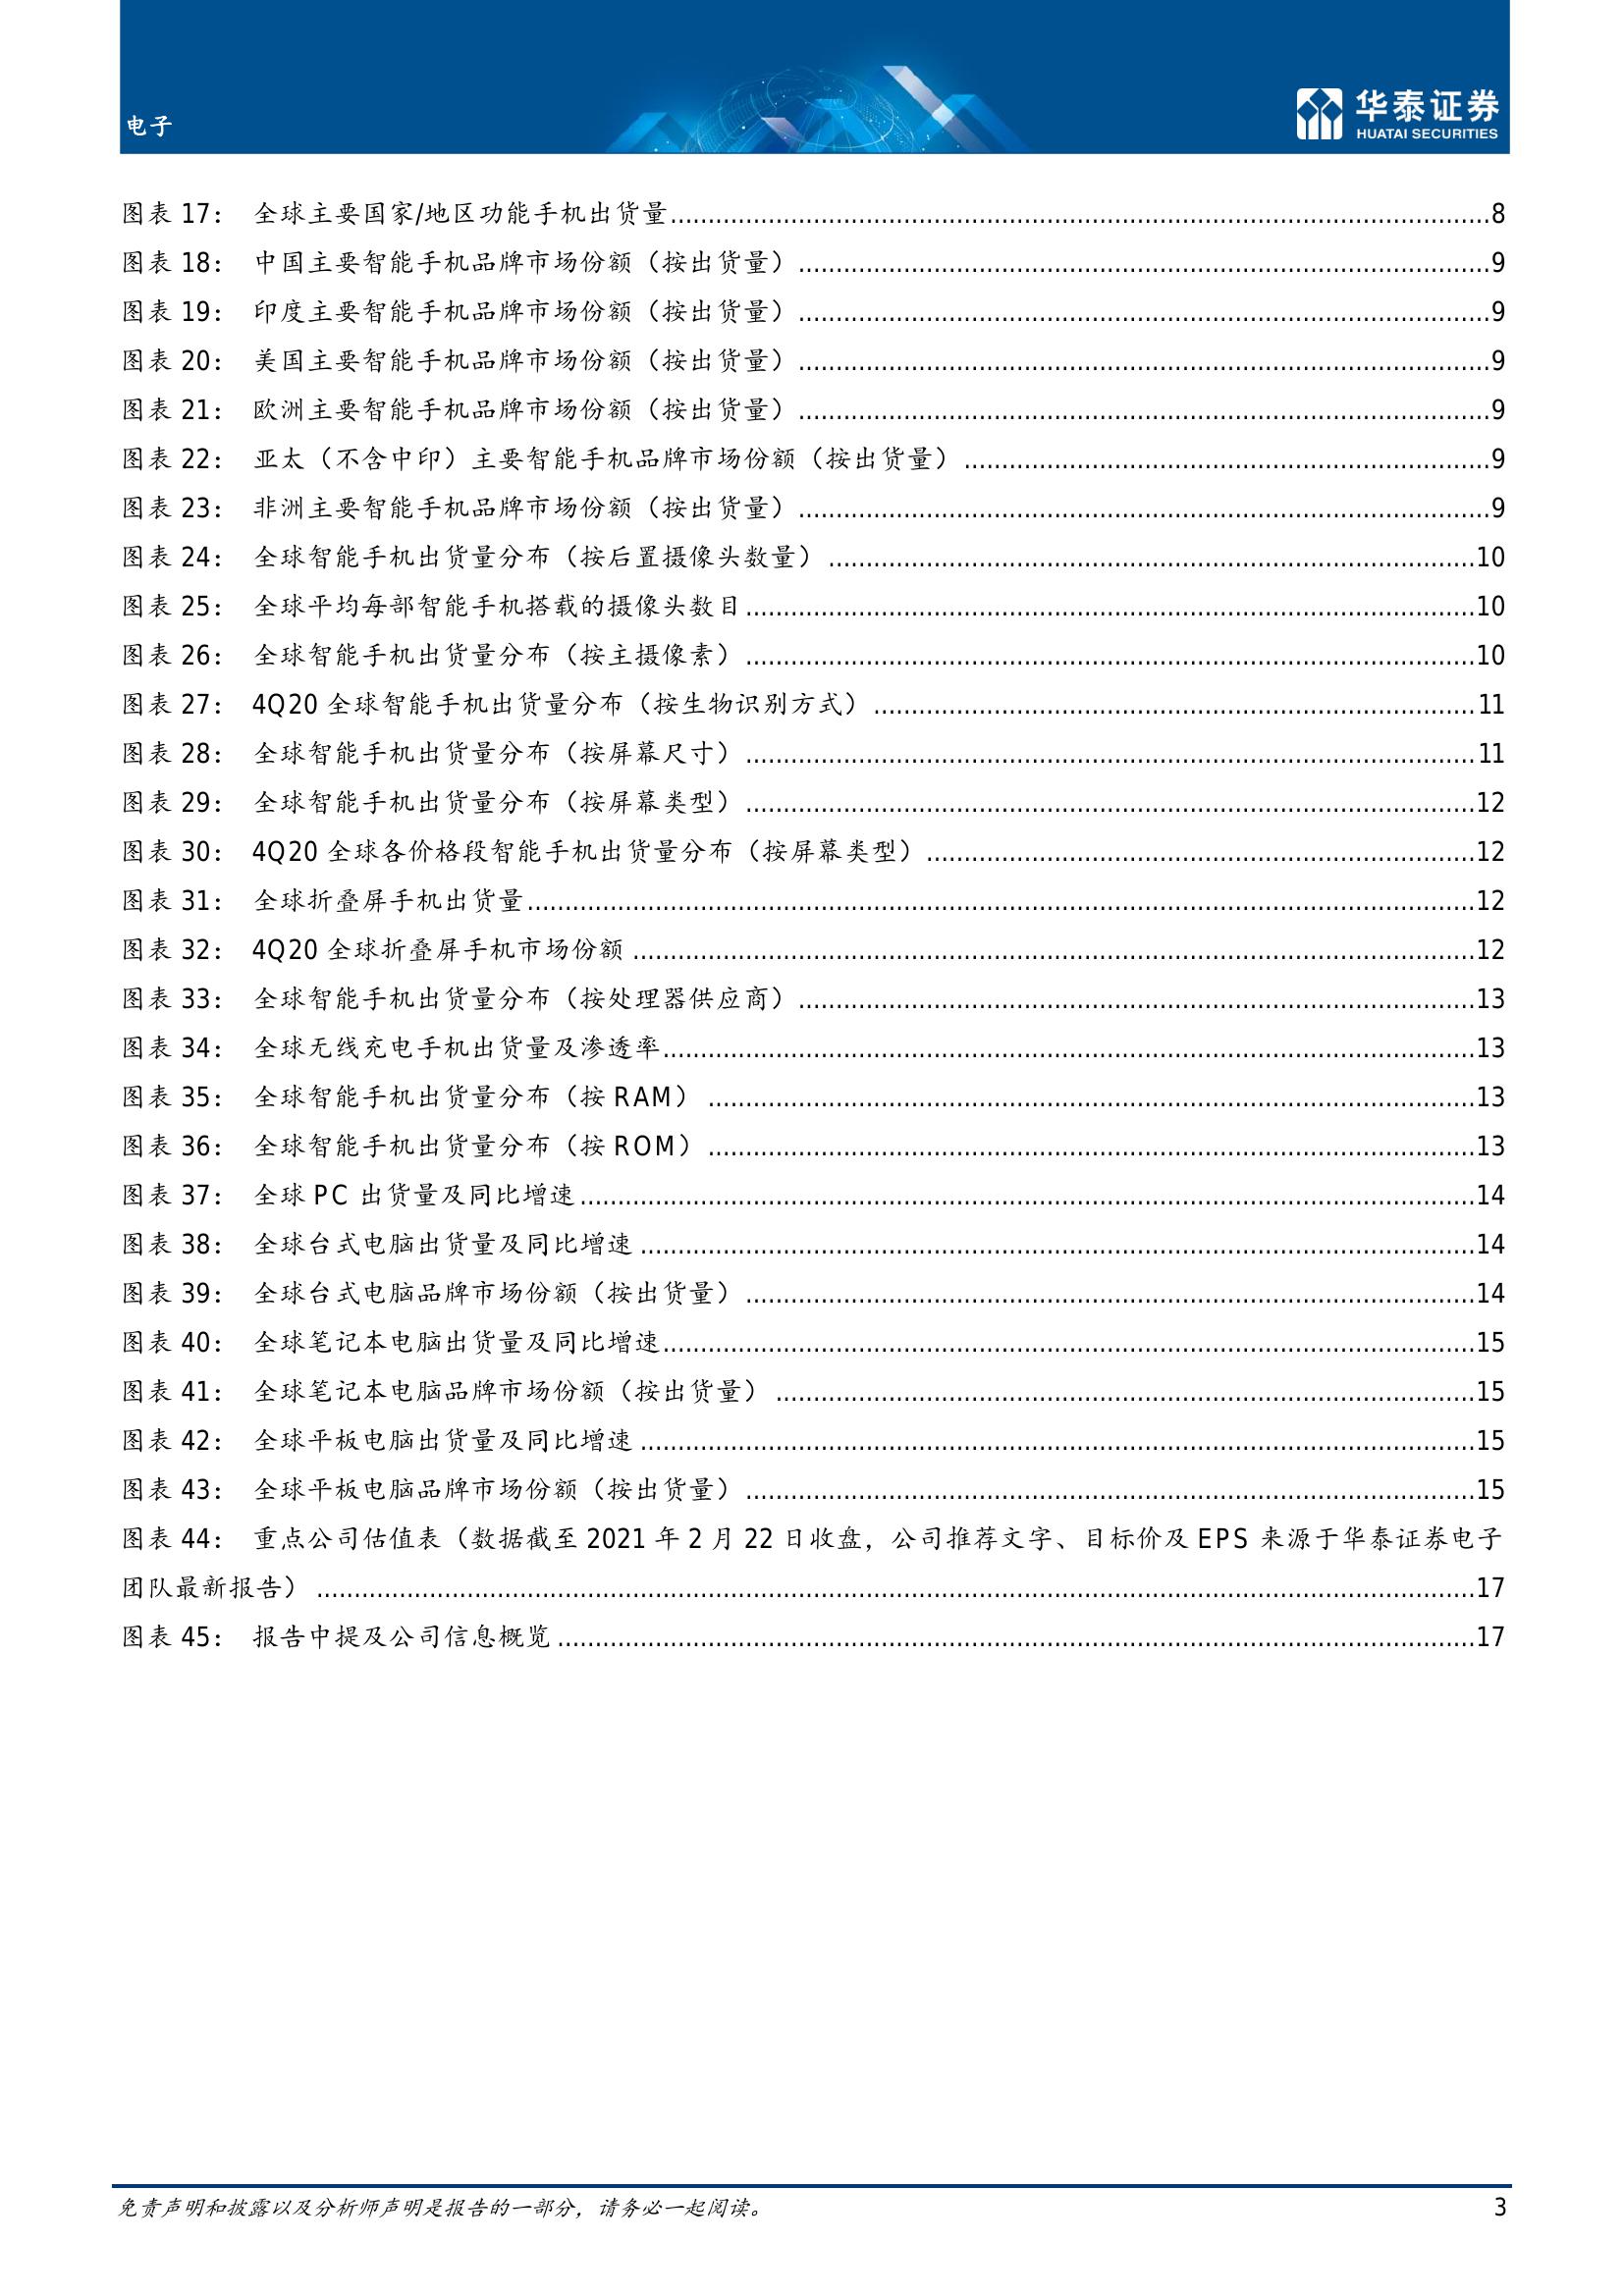 电子
华泰证券
HUATAI SECURITIES
图表 17： 全球主要国家/地区功能手机出货量 ........ 8
图表 18： 中国主要智能手机品牌市场份额（按出货量） ........ 9
图表 19： 印度主要智能手机品牌市场份额（按出货量） ........ 9
图表 20： 美国主要智能手机品牌市场份额（按出货量） ........ 9
图表 21： 欧洲主要智能手机品牌市场份额（按出货量） ........ 9
图表 22： 亚太（不含中印）主要智能手机品牌市场份额（按出货量） ........ 9
图表 23： 非洲主要智能手机品牌市场份额（按出货量） ........ 9
图表 24： 全球智能手机出货量分布（按后置摄像头数量） ........ 10
图表 25： 全球平均每部智能手机搭载的摄像头数目 ........ 10
图表 26： 全球智能手机出货量分布（按主摄像素） ........ 10
图表 27： 4Q20 全球智能手机出货量分布（按生物识别方式） ........ 11
图表 28： 全球智能手机出货量分布（按屏幕尺寸） ........ 11
图表 29： 全球智能手机出货量分布（按屏幕类型） ........ 12
图表 30： 4Q20 全球各价格段智能手机出货量分布（按屏幕类型） ........ 12
图表 31： 全球折叠屏手机出货量 ........ 12
图表 32： 4Q20 全球折叠屏手机市场份额 ........ 12
图表 33： 全球智能手机出货量分布（按处理器供应商） ........ 13
图表 34： 全球无线充电手机出货量及渗透率 ........ 13
图表 35： 全球智能手机出货量分布（按 RAM） ........ 13
图表 36： 全球智能手机出货量分布（按 ROM） ........ 13
图表 37： 全球 PC 出货量及同比增速 ........ 14
图表 38： 全球台式电脑出货量及同比增速 ........ 14
图表 39： 全球台式电脑品牌市场份额（按出货量） ........ 14
图表 40： 全球笔记本电脑出货量及同比增速 ........ 15
图表 41： 全球笔记本电脑品牌市场份额（按出货量） ........ 15
图表 42： 全球平板电脑出货量及同比增速 ........ 15
图表 43： 全球平板电脑品牌市场份额（按出货量） ........ 15
图表 44： 重点公司估值表（数据截至 2021 年 2 月 22 日收盘，公司推荐文字、目标价及 EPS 来源于华泰证券电子
团队最新报告） ........ 17
图表 45： 报告中提及公司信息概览 ........ 17
免责声明和披露以及分析师声明是报告的一部分，请务必一起阅读。
3